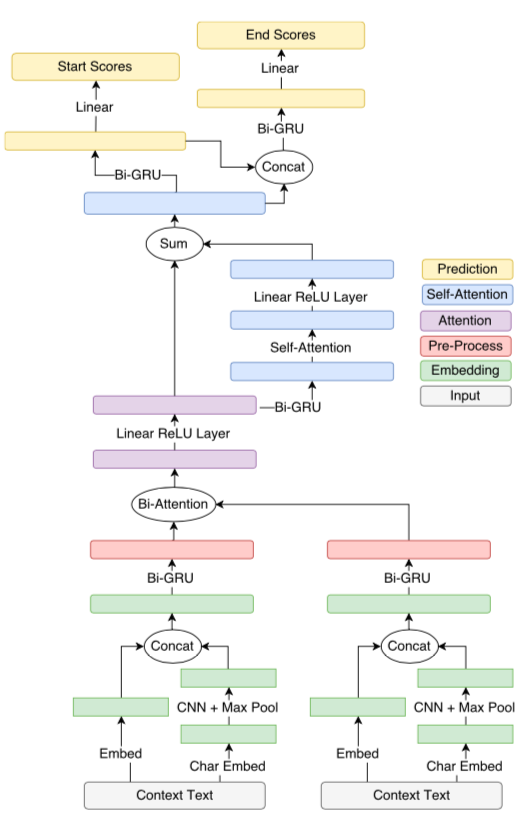 End Scores
Start Scores
Linear
Linear
Bi-GRU
Concat
Bi-GRU
Sum
Prediction
Self-Attention
Attention
Pre-Process
Embedding
Input
Linear ReLU Layer
Self-Attention
Bi-GRU
Linear ReLU Layer
Bi-Attention
Bi-GRU
Bi-GRU
Concat
Concat
CNN + Max Pool
CNN + Max Pool
Embed
Char Embed
Embed
Char Embed
Context Text
Context Text